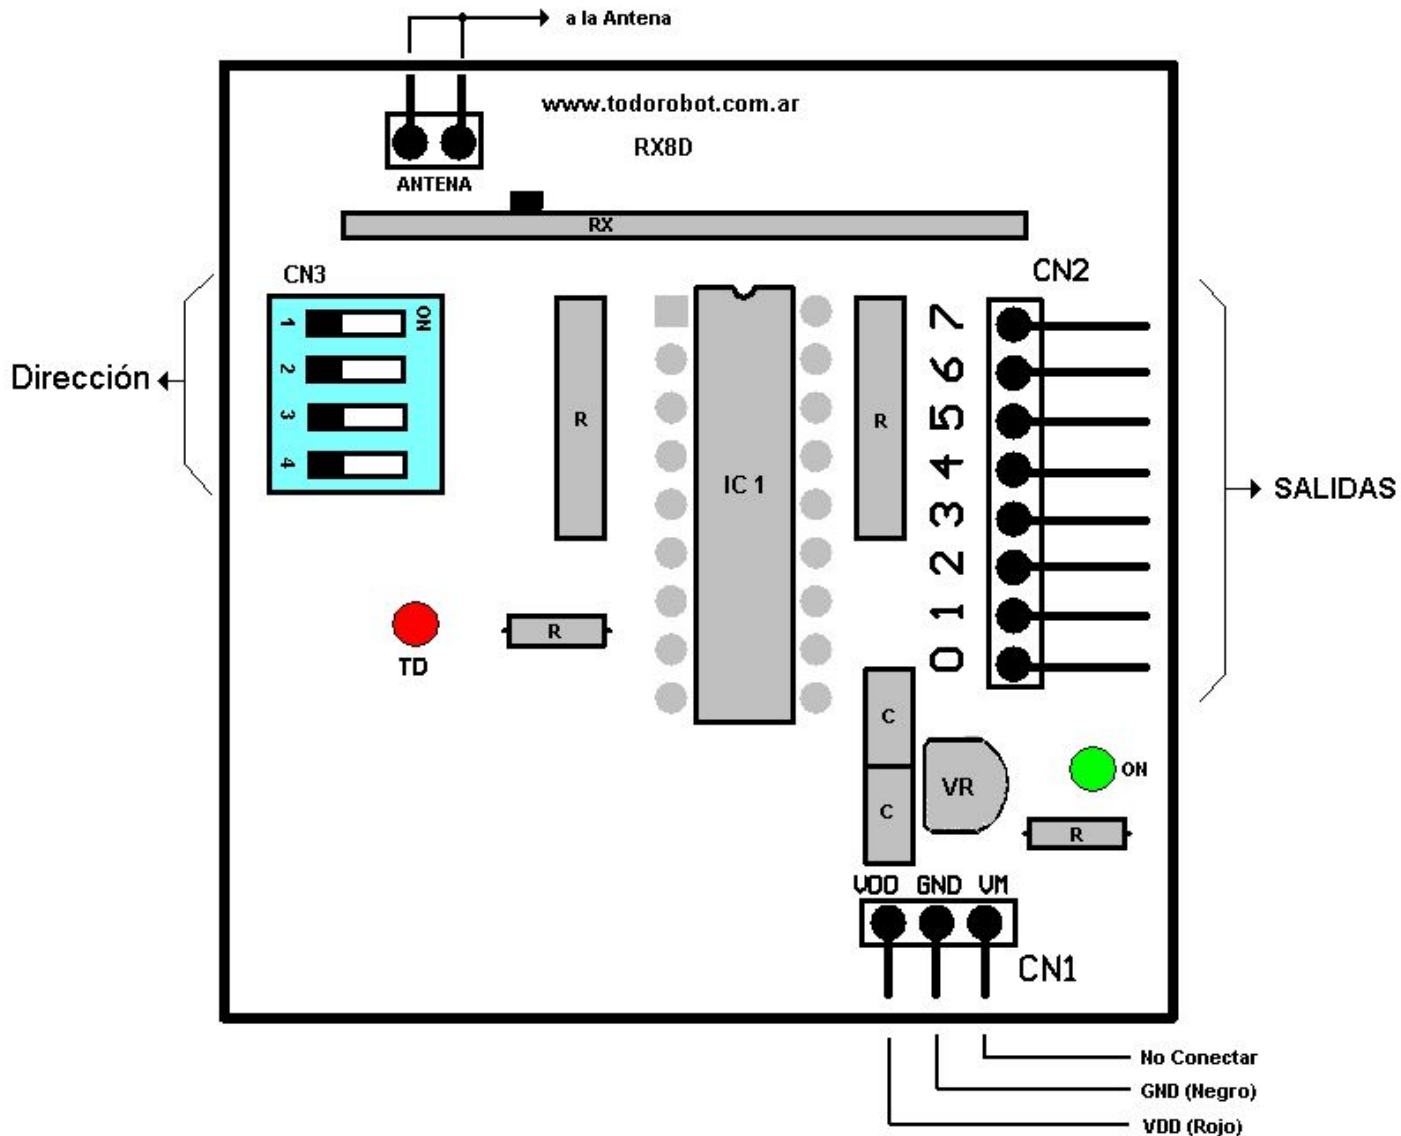 a la Antena
www.todorobot.com.ar
RX8D
ANTENA
RX
CN3
ON
1
2
3
4
Dirección
R
IC 1
R
CN2
7
6
5
4
3
2
1
0
SALIDAS
TD
R
C
C
VR
ON
R
VDD GND VM
CN1
No Conectar
GND (Negro)
VDD (Rojo)